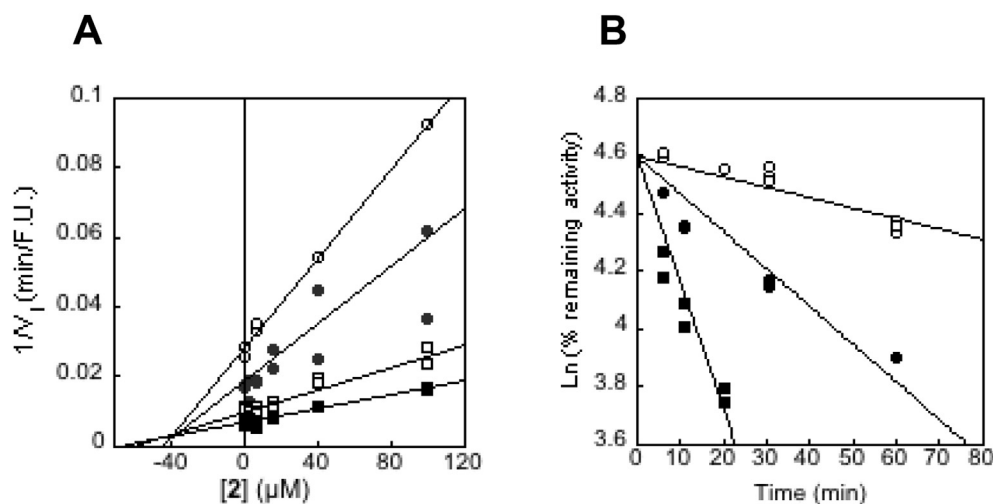 A
B
1/V_i (min/F.U.)
0.1
0.08
0.06
0.04
0.02
0
-40
0
40
80
120
[2] (μM)
Ln (% remaining activity)
4.8
4.6
4.4
4.2
4
3.8
3.6
0 10 20 30 40 50 60 70 80
Time (min)